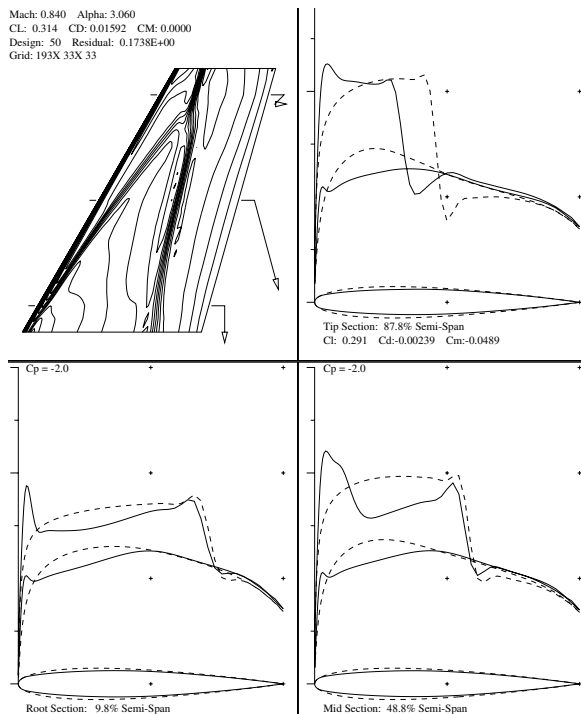 Mach: 0.840 Alpha: 3.060
CL: 0.314 CD: 0.01592 CM: 0.0000
Design: 50 Residual: 0.1738E+00
Grid: 193X 33X 33
Tip Section: 87.8% Semi-Span
Cl: 0.291 Cd:-0.00239 Cm:-0.0489
Cp = -2.0
Cp = -2.0
Root Section: 9.8% Semi-Span
Mid Section: 48.8% Semi-Span